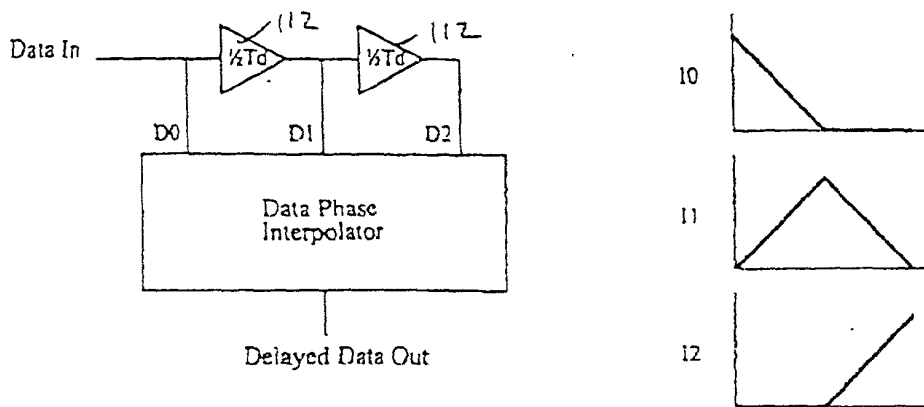 112
112
Data In
½Td
½Td
D0
D1
D2
Data Phase
Interpolator
Delayed Data Out
I0
I1
I2